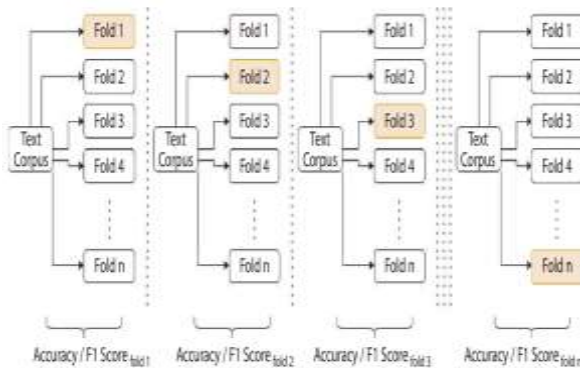 Fold 1
Fold 2
Fold 3
Fold 4
Fold n
Text
Corpus
Accuracy / F1 Score fold 1
Fold 1
Fold 2
Fold 3
Fold 4
Fold n
Text
Corpus
Accuracy / F1 Score fold 2
Fold 1
Fold 2
Fold 3
Fold 4
Fold n
Text
Corpus
Accuracy / F1 Score fold 3
Fold 1
Fold 2
Fold 3
Fold 4
Fold n
Text
Corpus
Accuracy / F1 Score fold n